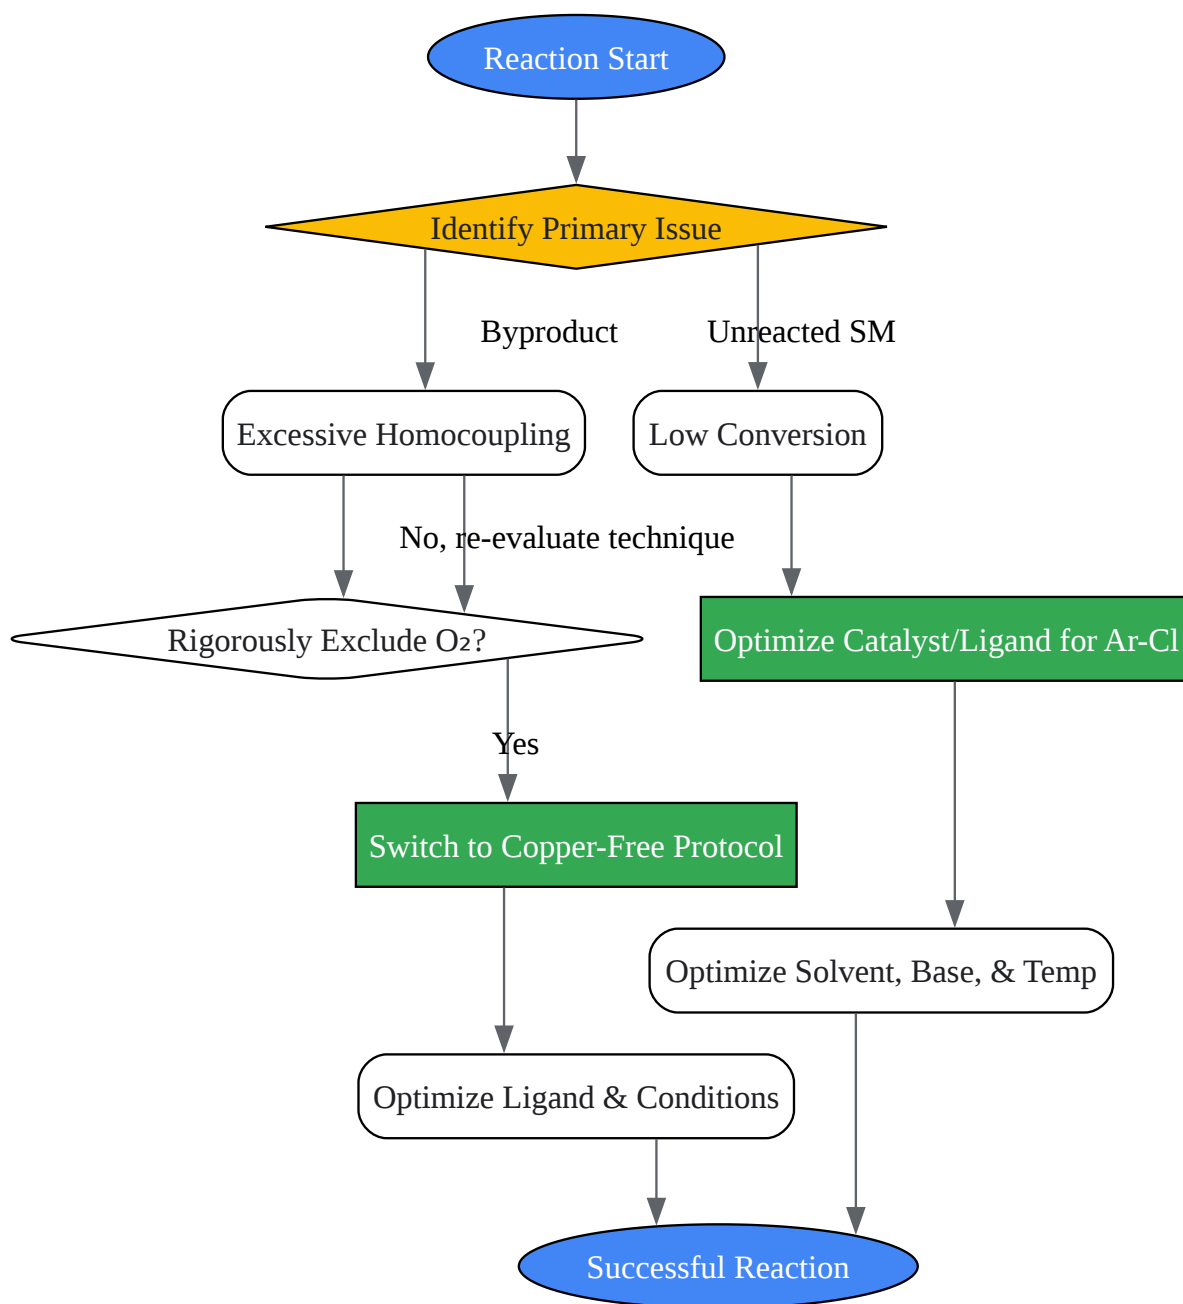 Reaction Start
Identify Primary Issue
Byproduct
Unreacted SM
Excessive Homocoupling
Low Conversion
No, re-evaluate technique
Rigorously Exclude O₂?
Optimize Catalyst/Ligand for Ar-Cl
Yes
Switch to Copper-Free Protocol
Optimize Solvent, Base, & Temp
Optimize Ligand & Conditions
Successful Reaction